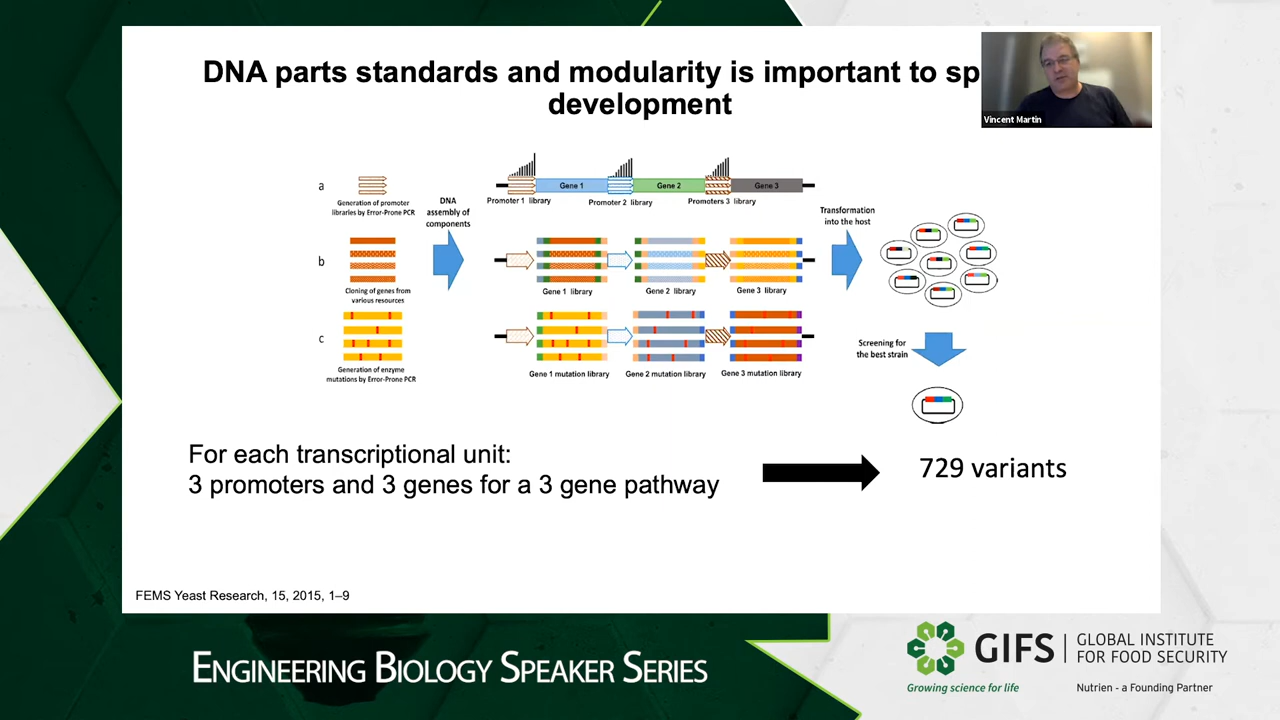 DNA parts standards and modularity is important to sp
development
Vincent Martin
a
Generation of promoter
libraries by Error-Prone PCR
DNA
assembly of
components
Gene 1
Gene 2
Gene 3
Promoter 1 library
Promoter 2 library
Promoters 3 library
Transformation
into the host
b
Cloning of genes from
various resources
Gene 1 library
Gene 2 library
Gene 3 library
c
Generation of enzyme
mutations by Error-Prone PCR
Gene 1 mutation library
Gene 2 mutation library
Gene 3 mutation library
Screening for
the best strain
For each transcriptional unit:
3 promoters and 3 genes for a 3 gene pathway
729 variants
FEMS Yeast Research, 15, 2015, 1–9
ENGINEERING BIOLOGY SPEAKER SERIES
GIFS
GLOBAL INSTITUTE
FOR FOOD SECURITY
Growing science for life
Nutrien - a Founding Partner